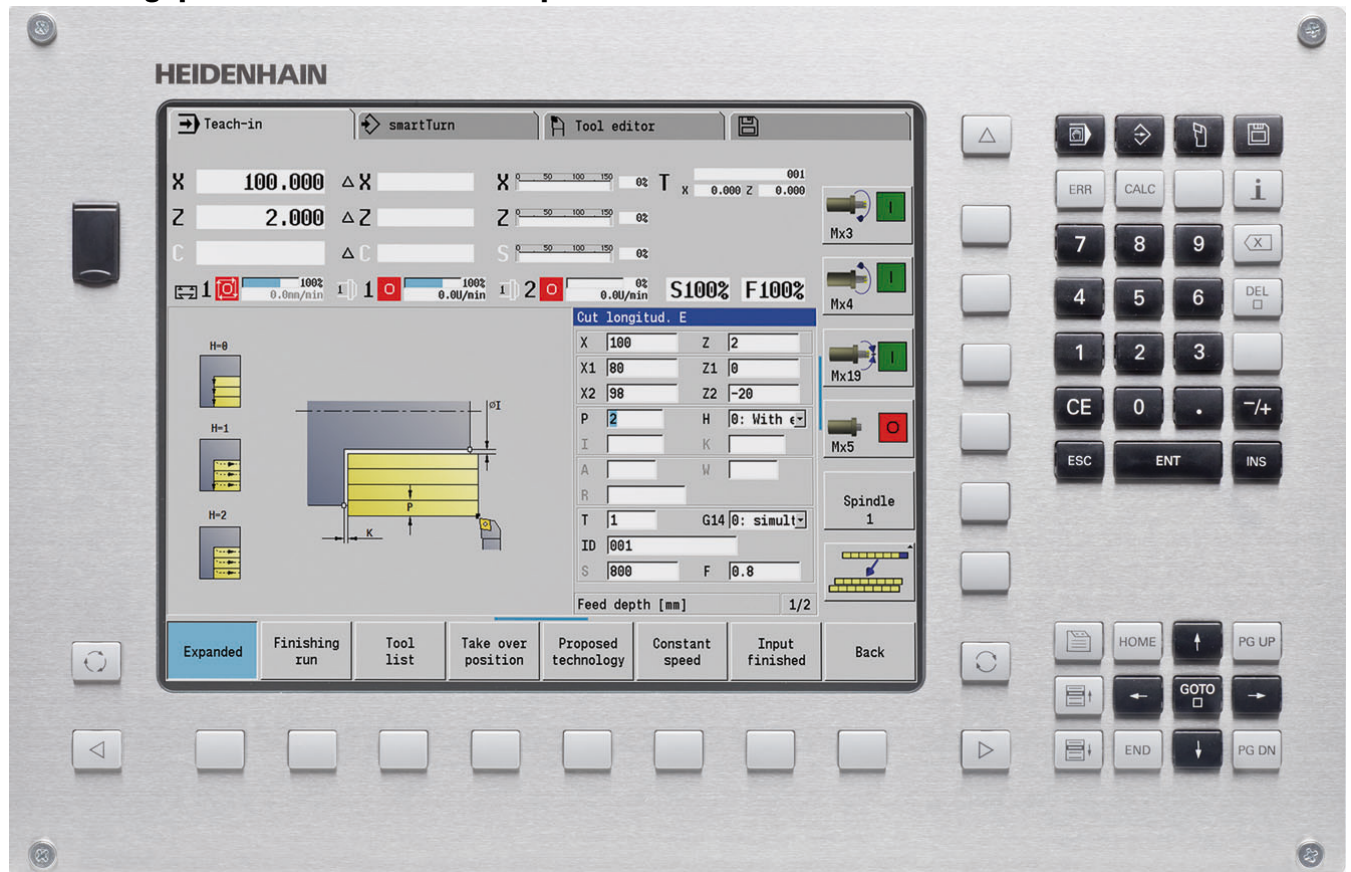 HEIDENHAIN
Teach-in smartTurn Tool editor
X 100.000 △ X X 0 50 100 150 0% T 001
X 0.000 Z 0.000
Z 2.000 △ Z Z 0 50 100 150 0%
C △ C S 0 50 100 150 0%
Mx3
1 100% 0.0mm/min 1 1 100% 0.0U/min 1 2 0% 0.0U/min S100% F100%
Mx4
Cut longitud. E
X 100 Z 2
X1 80 Z1 0
X2 98 Z2 -20
P 2 H 0: With e
I K
A W
R
T 1 G14 0: simult
ID 001
S 800 F 0.8
Feed depth [mm] 1/2
H=0
H=1
H=2
øI
P
K
Mx19
Mx5
Spindle
1
Expanded
Finishing
run
Tool
list
Take over
position
Proposed
technology
Constant
speed
Input
finished
Back
ERR CALC i
7 8 9 X
4 5 6 DEL
1 2 3
CE 0 . -/+
ESC ENT INS
HOME PG UP
GOTO
END PG DN